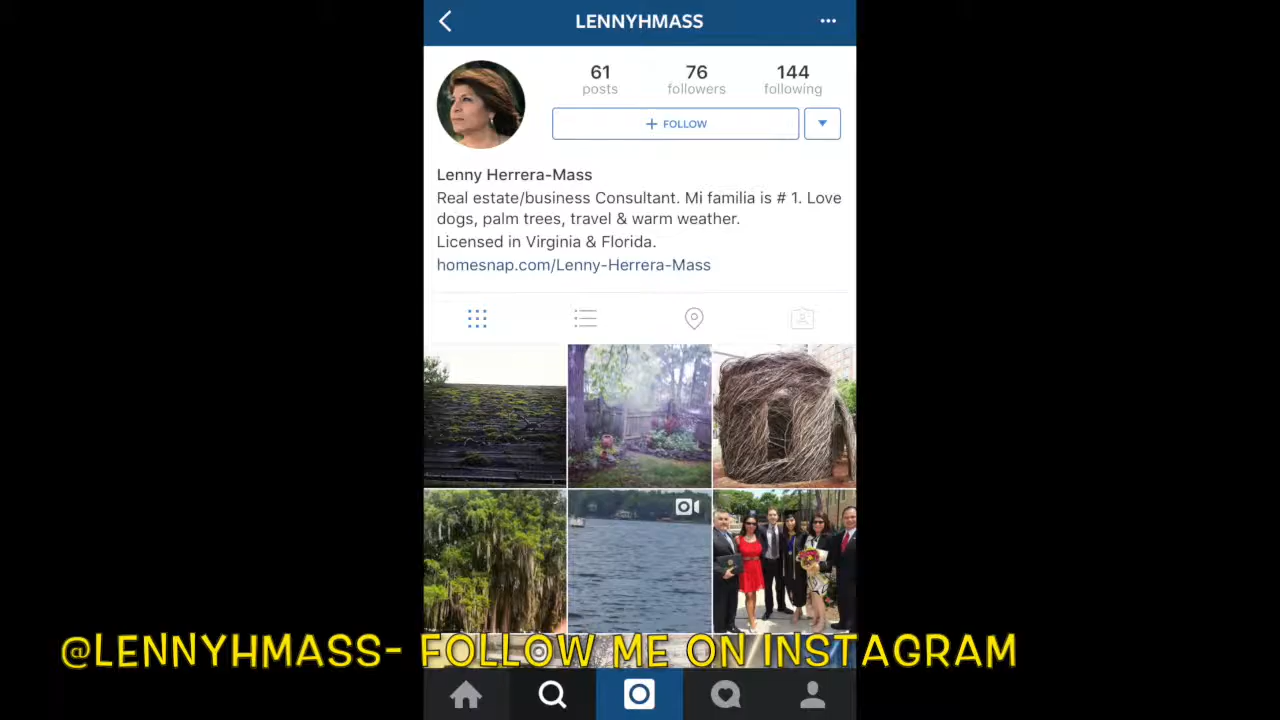 LENNYHMASS
61
76
144
posts
followers
following
+ FOLLOW
Lenny Herrera-Mass
Real estate/business Consultant. Mi familia is # 1. Love
dogs, palm trees, travel & warm weather.
Licensed in Virginia & Florida.
homesnap.com/Lenny-Herrera-Mass
@LENNYHMASS- FOLLOW ME ON INSTAGRAM